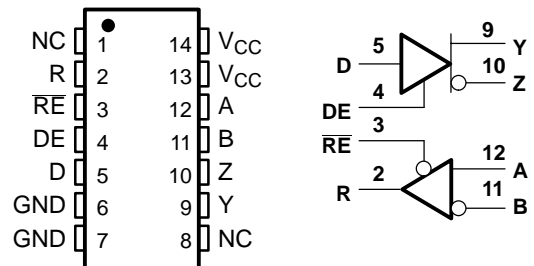 NC 1 14 VCC
R 2 13 VCC
RE 3 12 A
DE 4 11 B
D 5 10 Z
GND 6 9 Y
GND 7 8 NC
9 Y
5 D
10 Z
4
DE
3
RE
12 A
2 R
11 B